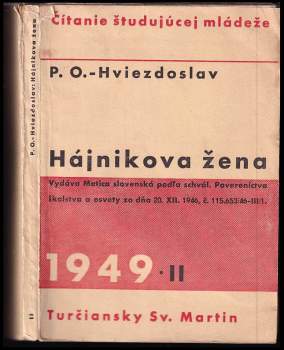 Čítanie študujúcej mládeže
P. O.-Hviezdoslav
Hájnikova žena
Vydáva Matica slovenská podľa schvál. Povereníctva
školstva a osvety zo dňa 20. XII. 1946, č. 115.653/46-III/1.
1949 · II
Turčiansky Sv. Martin
P. O.-Hviezdoslav: Hájnikova žena
II